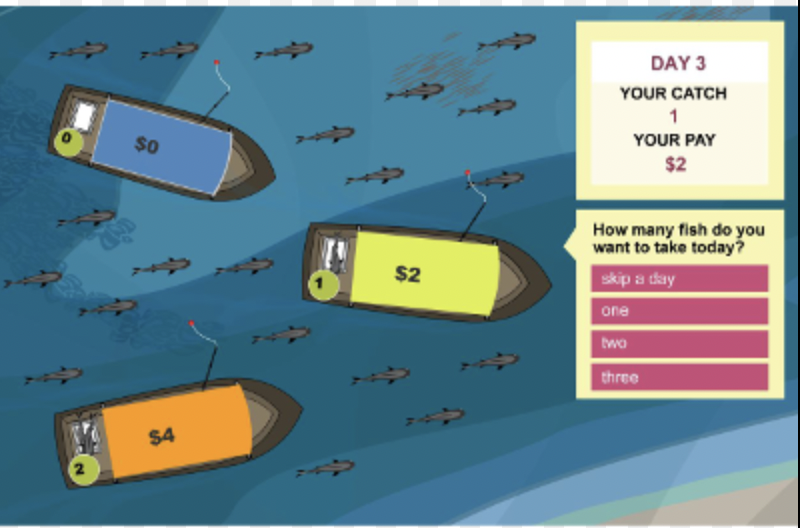 DAY 3
YOUR CATCH
1
YOUR PAY
$2
0
$0
1
$2
How many fish do you
want to take today?
skip a day
one
two
three
2
$4